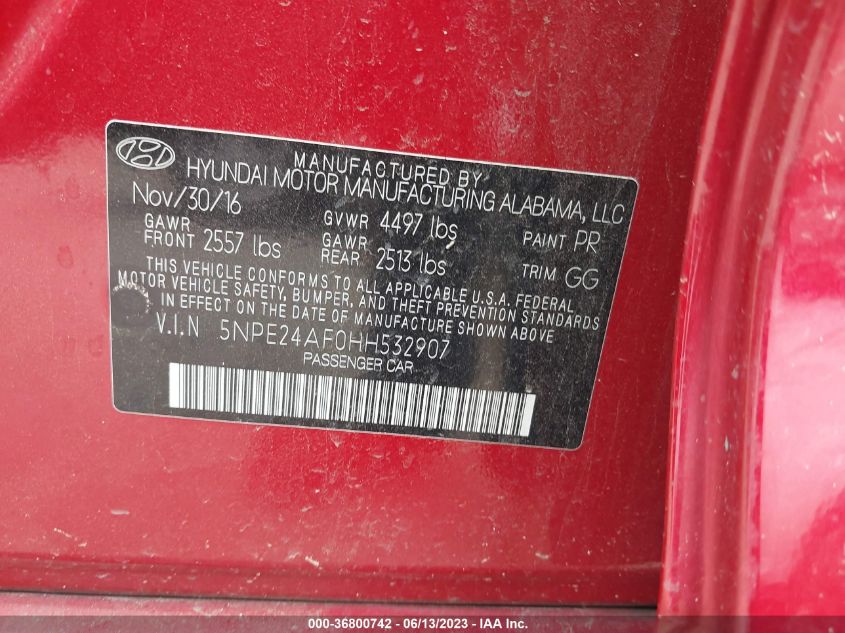 MANUFACTURED BY
HYUNDAI MOTOR MANUFACTURING ALABAMA, LLC
Nov/30/16 GVWR 4497 lbs PAINT PR
GAWR FRONT 2557 lbs GAWR REAR 2513 lbs TRIM GG
THIS VEHICLE CONFORMS TO ALL APPLICABLE U.S.A. FEDERAL
MOTOR VEHICLE SAFETY, BUMPER, AND THEFT PREVENTION STANDARDS
IN EFFECT ON THE DATE OF MANUFACTURE SHOWN ABOVE
V.I.N 5NPE24AF0HH532907
PASSENGER CAR
000-36800742 - 06/13/2023 - IAA Inc.